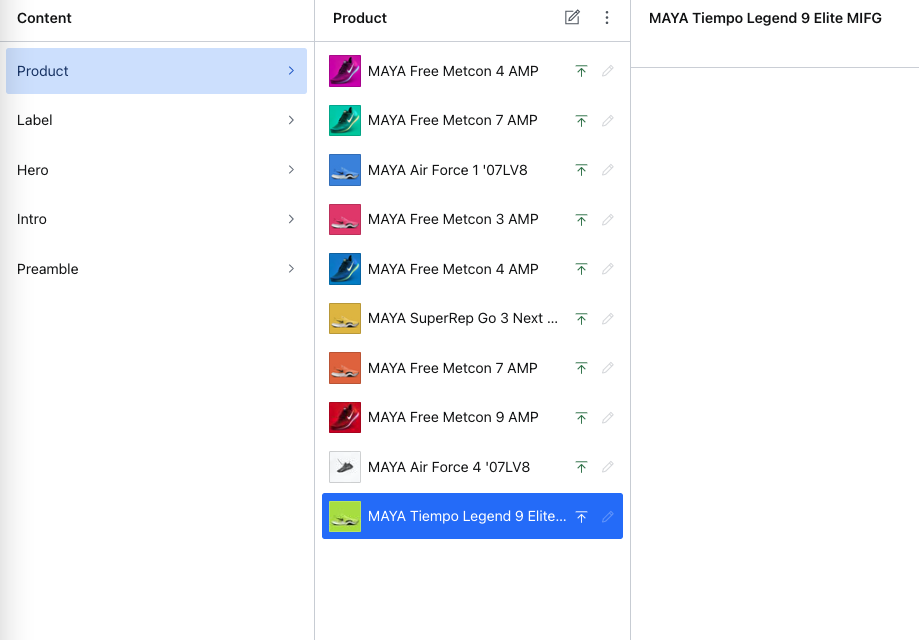 Content
Product
Label
Hero
Intro
Preamble
Product
MAYA Free Metcon 4 AMP
MAYA Free Metcon 7 AMP
MAYA Air Force 1 '07LV8
MAYA Free Metcon 3 AMP
MAYA Free Metcon 4 AMP
MAYA SuperRep Go 3 Next ...
MAYA Free Metcon 7 AMP
MAYA Free Metcon 9 AMP
MAYA Air Force 4 '07LV8
MAYA Tiempo Legend 9 Elite...
MAYA Tiempo Legend 9 Elite MIFG